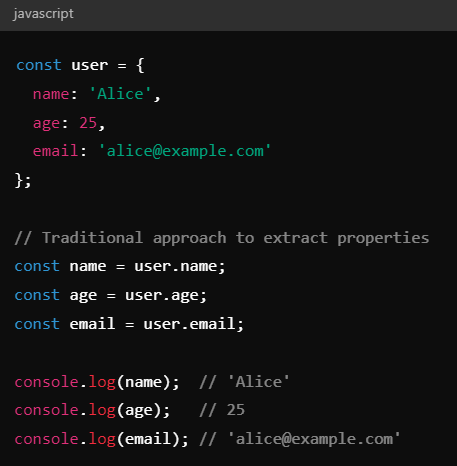 javascript
const user = {
  name: 'Alice',
  age: 25,
  email: 'alice@example.com'
};
// Traditional approach to extract properties
const name = user.name;
const age = user.age;
const email = user.email;
console.log(name);  // 'Alice'
console.log(age);   // 25
console.log(email); // 'alice@example.com'